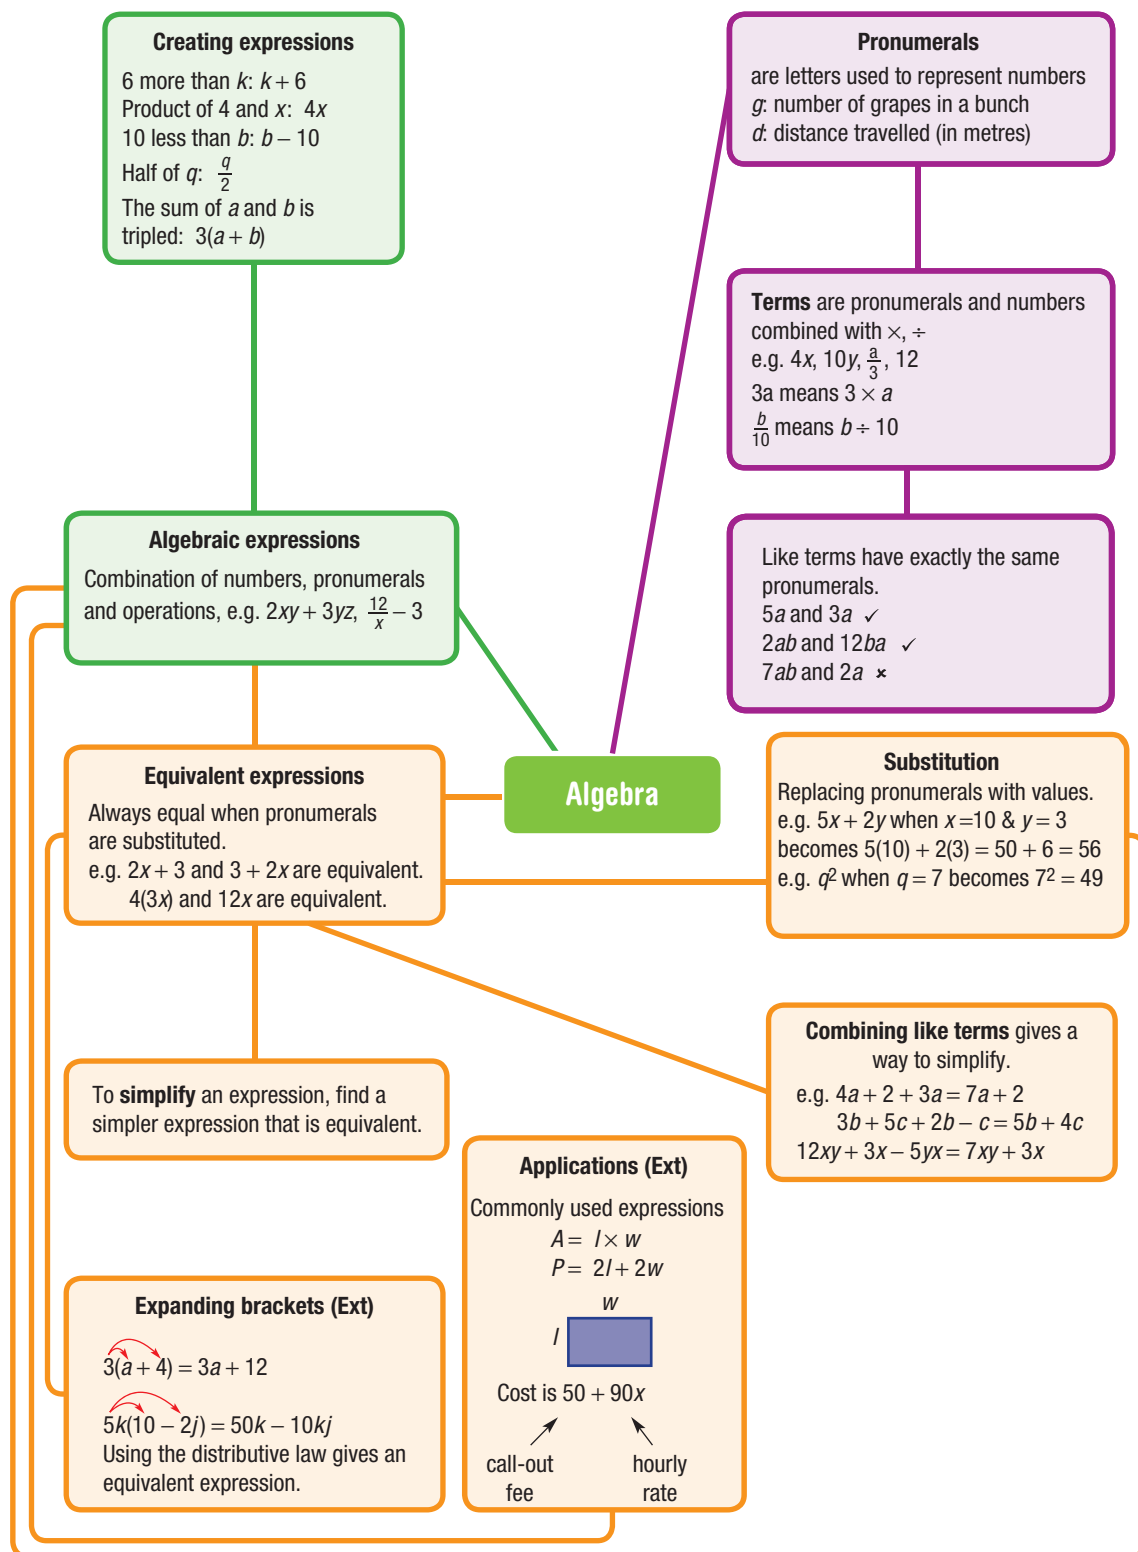 Creating expressions
6 more than k: k + 6
Product of 4 and x: 4x
10 less than b: b – 10
Half of q: q/2
The sum of a and b is
tripled: 3(a + b)
Pronumerals
are letters used to represent numbers
g: number of grapes in a bunch
d: distance travelled (in metres)
Terms are pronumerals and numbers
combined with ×, ÷
e.g. 4x, 10y, a/3, 12
3a means 3 × a
b/10 means b ÷ 10
Like terms have exactly the same
pronumerals.
5a and 3a ✓
2ab and 12ba ✓
7ab and 2a ×
Algebraic expressions
Combination of numbers, pronumerals
and operations, e.g. 2xy + 3yz, 12/x – 3
Algebra
Equivalent expressions
Always equal when pronumerals
are substituted.
e.g. 2x + 3 and 3 + 2x are equivalent.
4(3x) and 12x are equivalent.
Substitution
Replacing pronumerals with values.
e.g. 5x + 2y when x =10 & y = 3
becomes 5(10) + 2(3) = 50 + 6 = 56
e.g. q² when q = 7 becomes 7² = 49
To simplify an expression, find a
simpler expression that is equivalent.
Combining like terms gives a
way to simplify.
e.g. 4a + 2 + 3a = 7a + 2
3b + 5c + 2b – c = 5b + 4c
12xy + 3x – 5yx = 7xy + 3x
Applications (Ext)
Commonly used expressions
A = l × w
P = 2l + 2w
w
l
Cost is 50 + 90x
call-out
fee
hourly
rate
Expanding brackets (Ext)
3(a + 4) = 3a + 12
5k(10 – 2j) = 50k – 10kj
Using the distributive law gives an
equivalent expression.